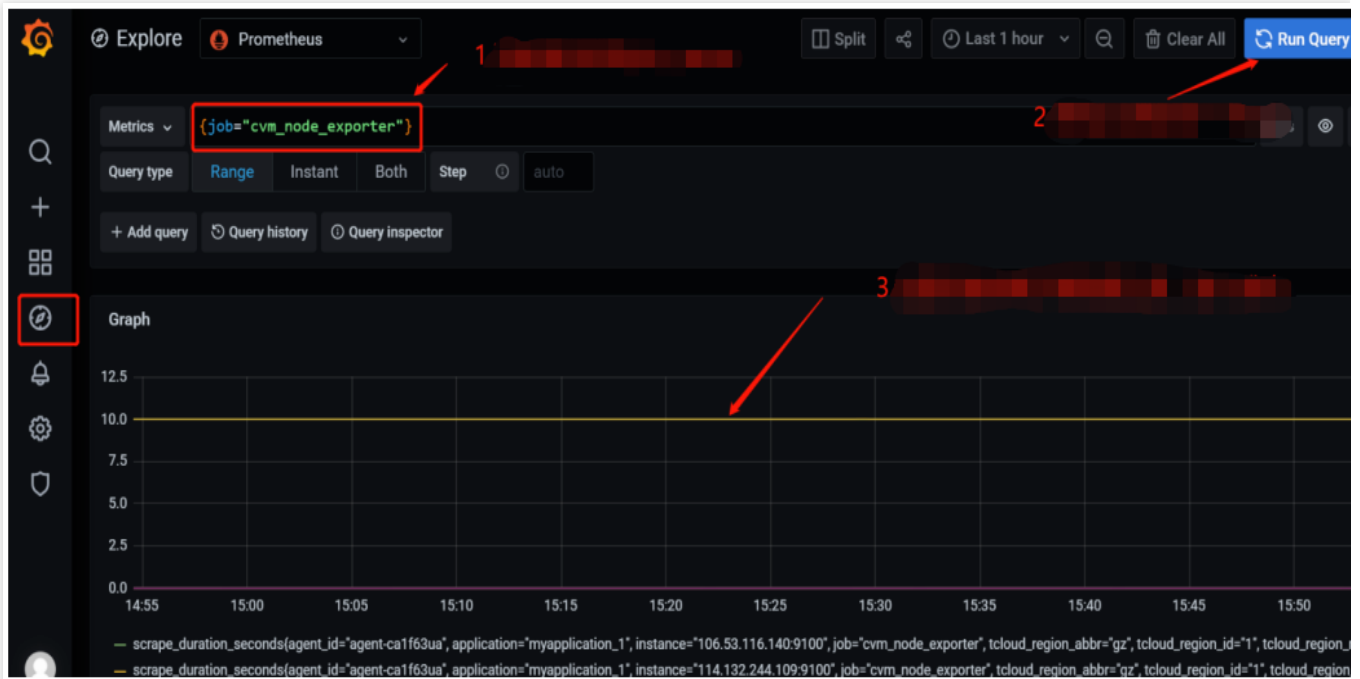 Explore Prometheus Split Last 1 hour Clear All Run Query
1
2
Metrics {job="cvm_node_exporter"}
Query type Range Instant Both Step auto
+ Add query Query history Query inspector
3
Graph
12.5
10.0
7.5
5.0
2.5
0.0
14:55 15:00 15:05 15:10 15:15 15:20 15:25 15:30 15:35 15:40 15:45 15:50
scrape_duration_seconds{agent_id="agent-ca1f63ua", application="myapplication_1", instance="106.53.116.140:9100", job="cvm_node_exporter", tcloud_region_abbr="gz", tcloud_region_id="1", tcloud_region_
scrape_duration_seconds{agent_id="agent-ca1f63ua", application="myapplication_1", instance="114.132.244.109:9100", job="cvm_node_exporter", tcloud_region_abbr="gz", tcloud_region_id="1", tcloud_region